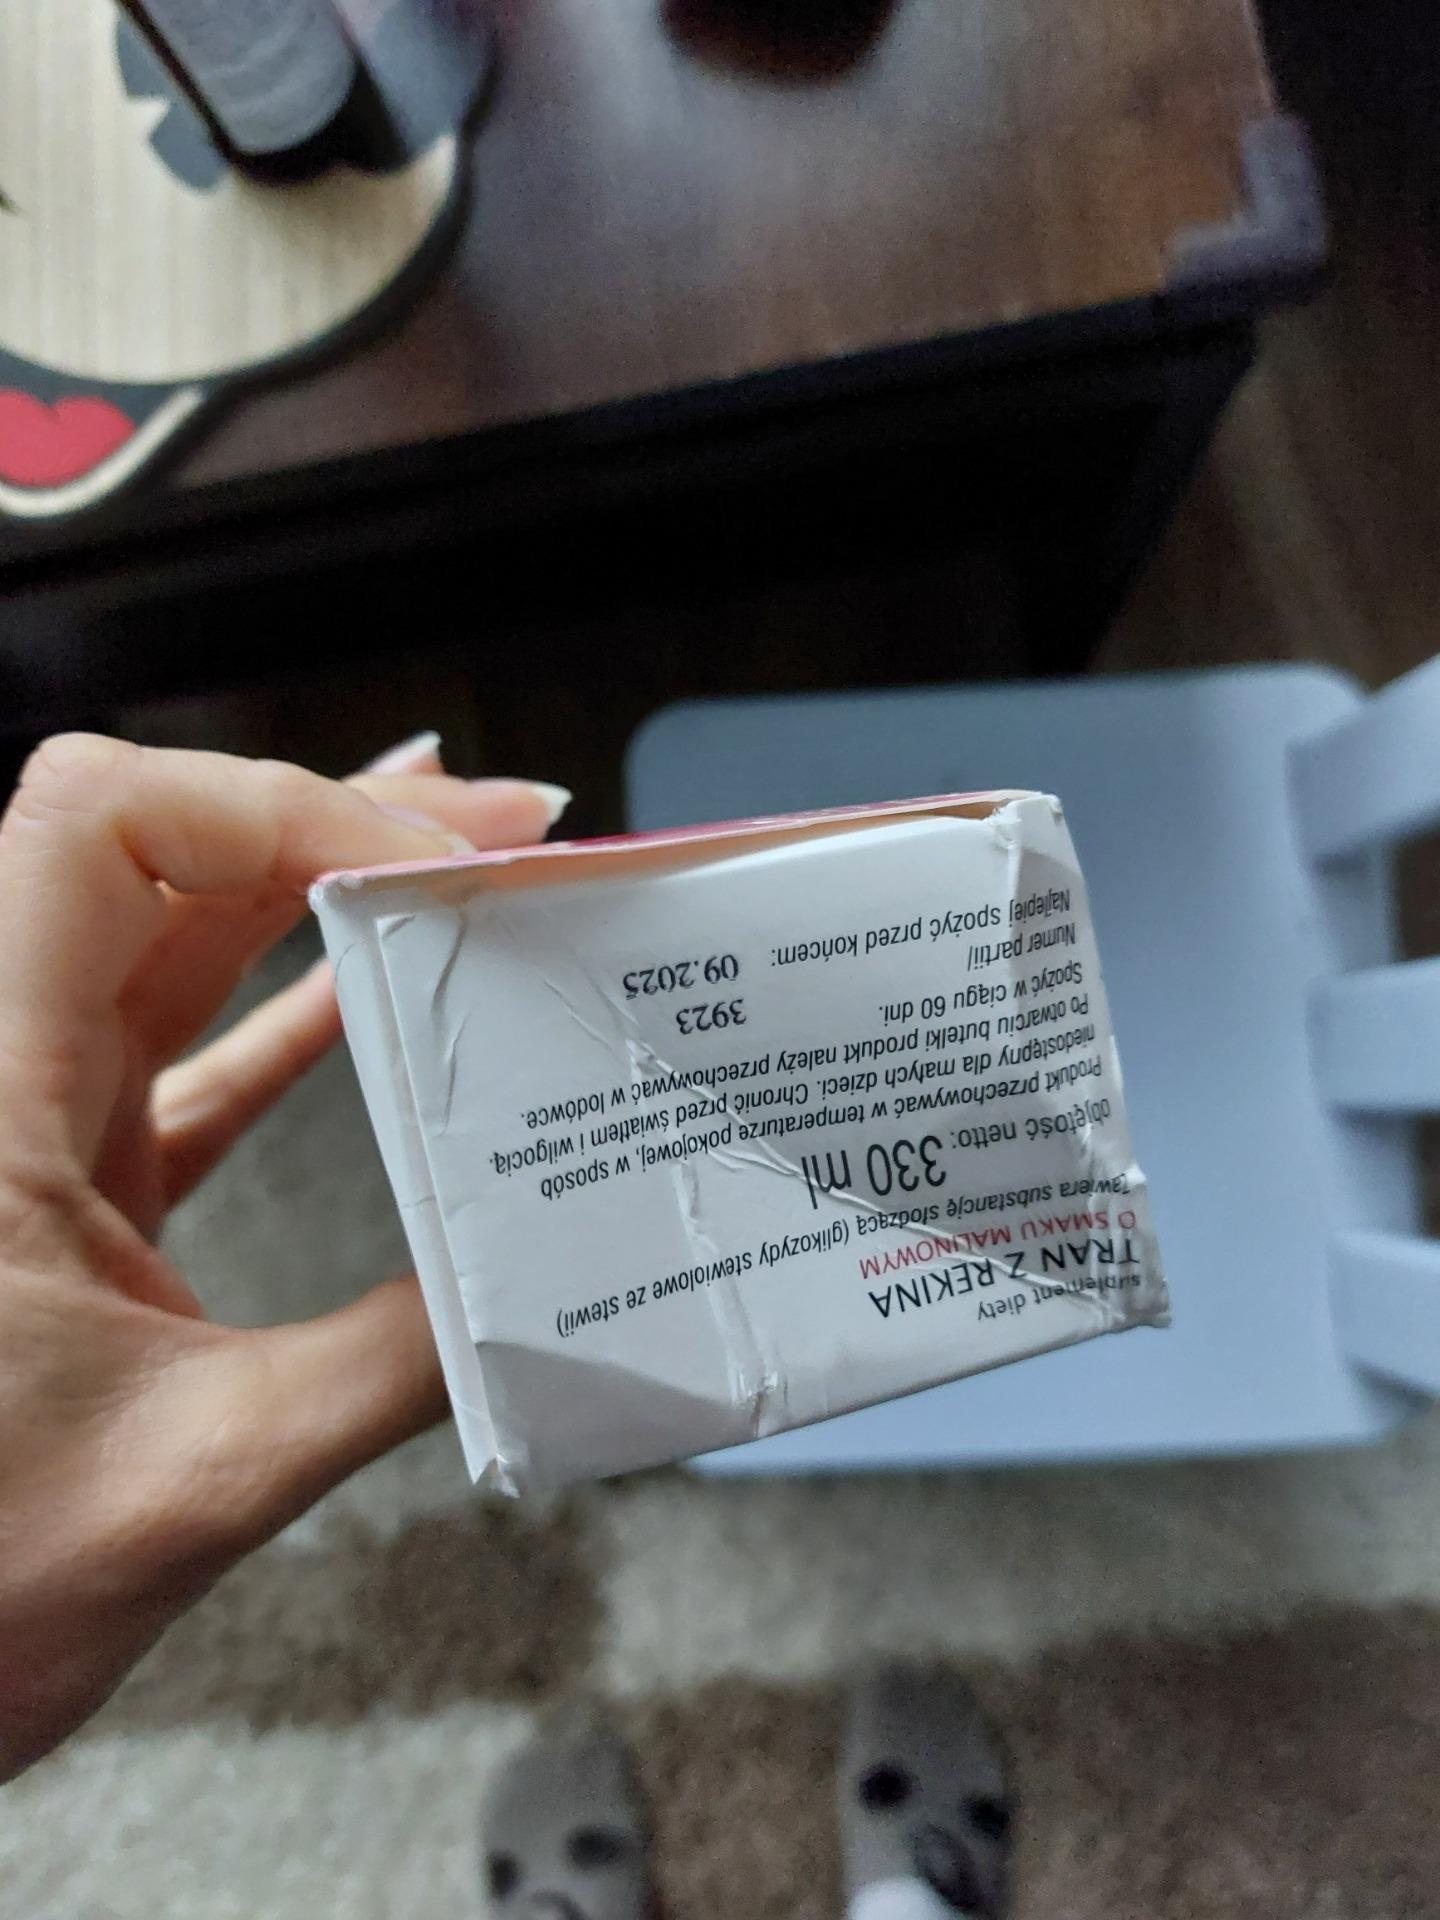 suplement diety
TRAN Z REKINA
O SMAKU MALINOWYM
Zawiera substancję słodzącą (glikozydy stewiolowe ze stewii)
objętość netto: 330 ml
Produkt przechowywać w temperaturze pokojowej, w sposób
niedostępny dla małych dzieci. Chronić przed światłem i wilgocią.
Po otwarciu butelki produkt należy przechowywać w lodówce.
Spożyć w ciągu 60 dni.
Numer partii/ 3923
Najlepiej spożyć przed końcem: 09.2025